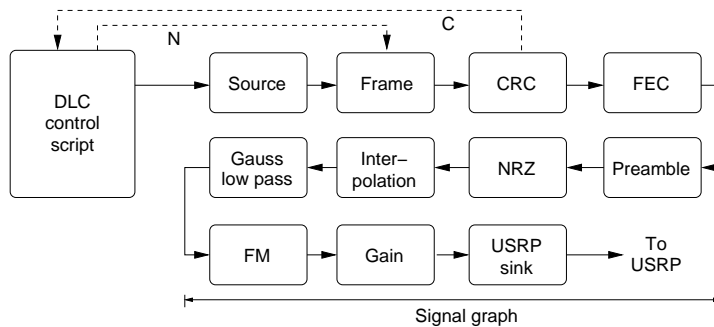 N
C
DLC
control
script
Source
Frame
CRC
FEC
Gauss
low pass
Inter–
polation
NRZ
Preamble
FM
Gain
USRP
sink
To
USRP
Signal graph